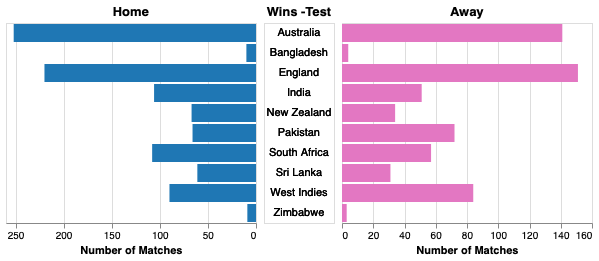 Home Wins -Test Away
Australia
Bangladesh
England
India
New Zealand
Pakistan
South Africa
Sri Lanka
West Indies
Zimbabwe
250 200 150 100 50 0 0 20 40 60 80 100 120 140 160
Number of Matches Number of Matches